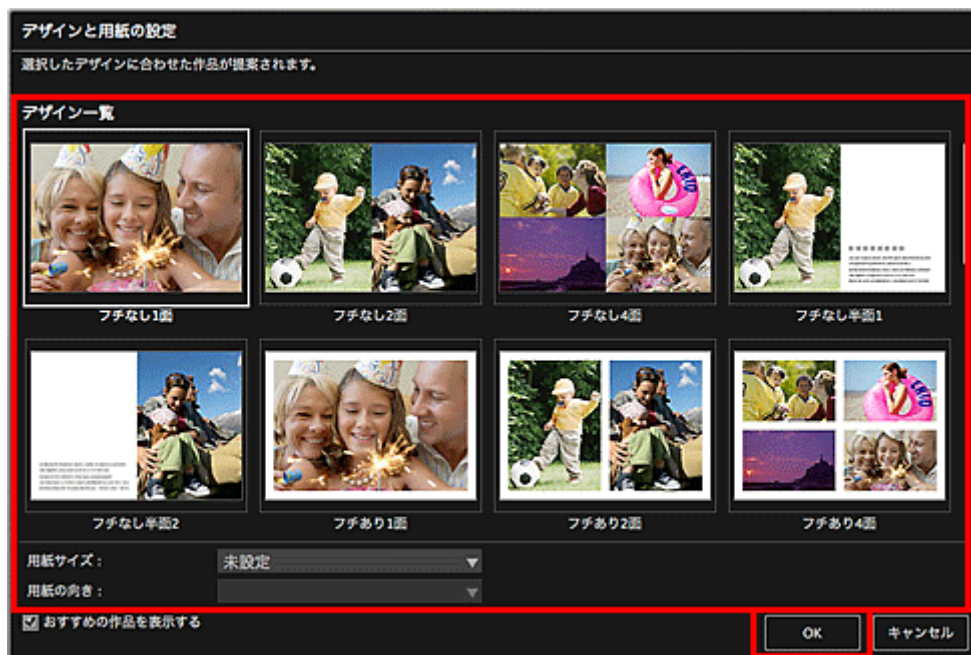 デザインと用紙の設定
選択したデザインに合わせた作品が提案されます。
デザイン一覧
フチなし1面
フチなし2面
フチなし4面
フチなし半面1
フチなし半面2
フチあり1面
フチあり2面
フチあり4面
用紙サイズ：
未設定
用紙の向き：
おすすめの作品を表示する
OK
キャンセル